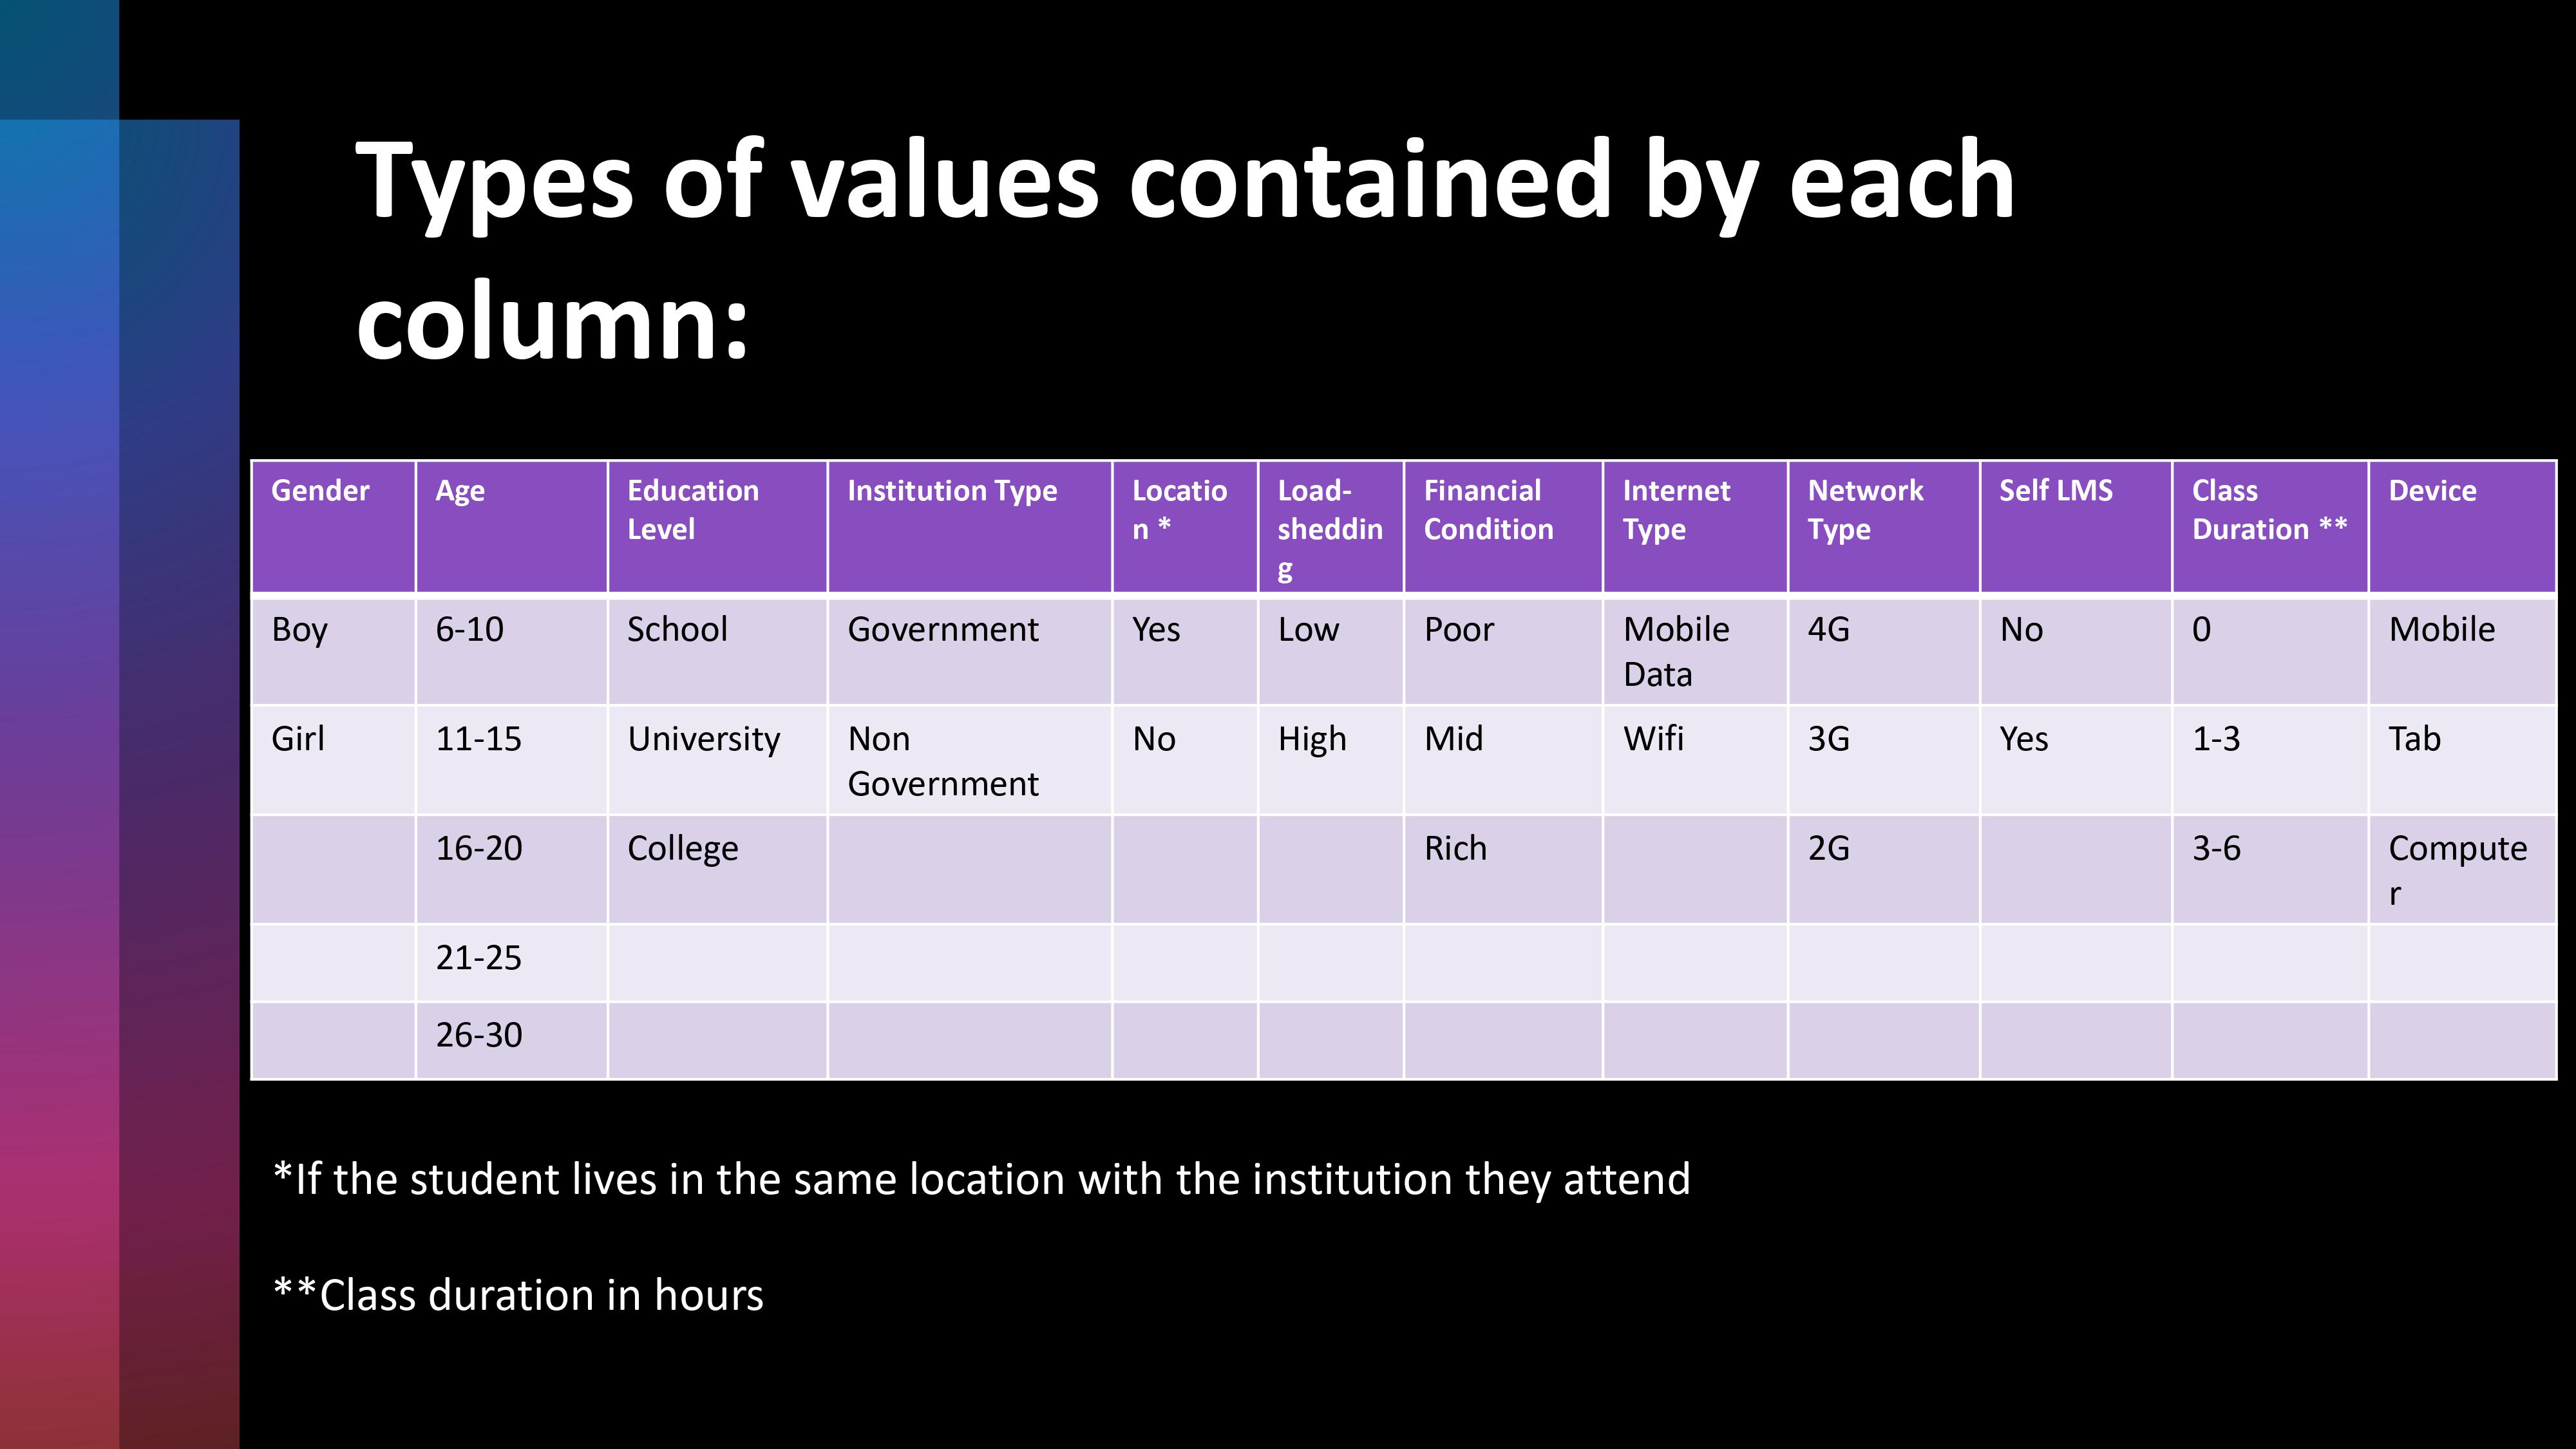 Types of values contained by each
column:
Gender Age Education Level Institution Type Locatio n * Load- sheddin g Financial Condition Internet Type Network Type Self LMS Class Duration ** Device
Boy 6-10 School Government Yes Low Poor Mobile Data 4G No 0 Mobile
Girl 11-15 University Non Government No High Mid Wifi 3G Yes 1-3 Tab
16-20 College Rich 2G 3-6 Compute r
21-25
26-30
*If the student lives in the same location with the institution they attend
**Class duration in hours